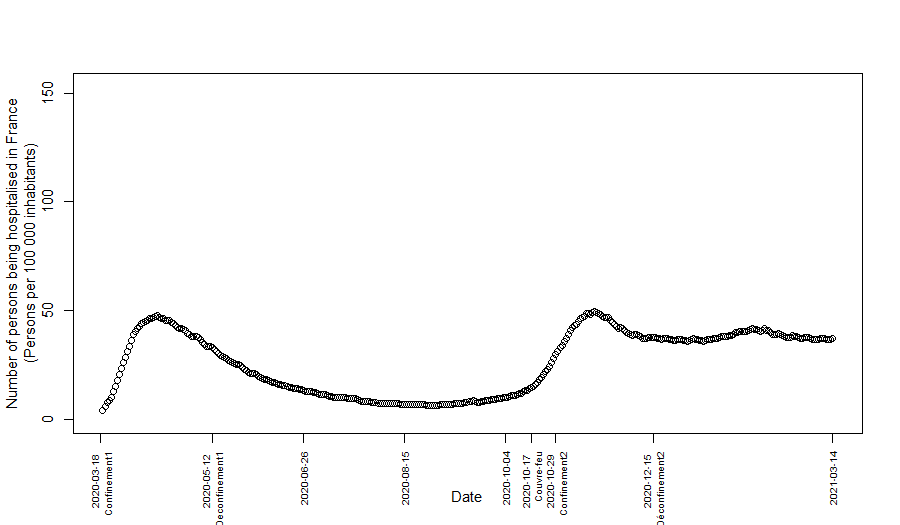 Number of persons being hospitalised in France
(Persons per 100 000 inhabitants)
150
100
50
0
2020-03-18
Confinement1
2020-05-12
Deconfinement1
2020-06-26
2020-08-15
2020-10-04
2020-10-17
Couvre-feu
2020-10-29
Confinement2
2020-12-15
Déconfinement2
2021-03-14
Date